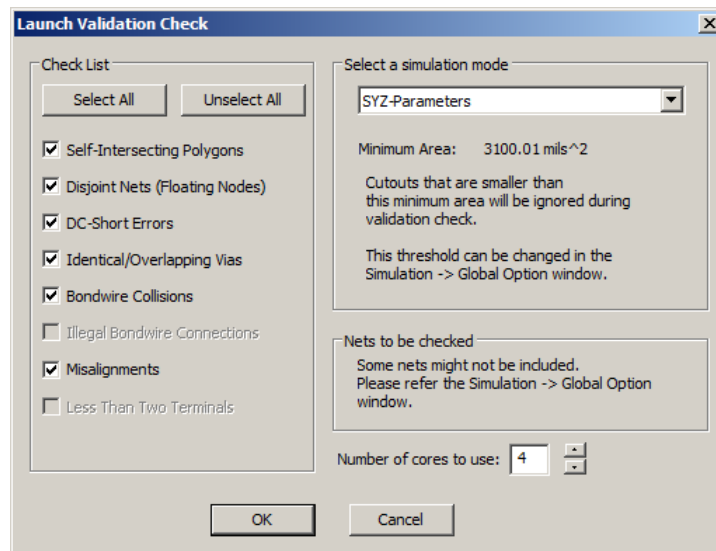 Launch Validation Check
Check List
Select All
Unselect All
Self-Intersecting Polygons
Disjoint Nets (Floating Nodes)
DC-Short Errors
Identical/Overlapping Vias
Bondwire Collisions
Illegal Bondwire Connections
Misalignments
Less Than Two Terminals
Select a simulation mode
SYZ-Parameters
Minimum Area: 3100.01 mils^2
Cutouts that are smaller than
this minimum area will be ignored during
validation check.
This threshold can be changed in the
Simulation -> Global Option window.
Nets to be checked
Some nets might not be included.
Please refer the Simulation -> Global Option
window.
Number of cores to use: 4
OK
Cancel